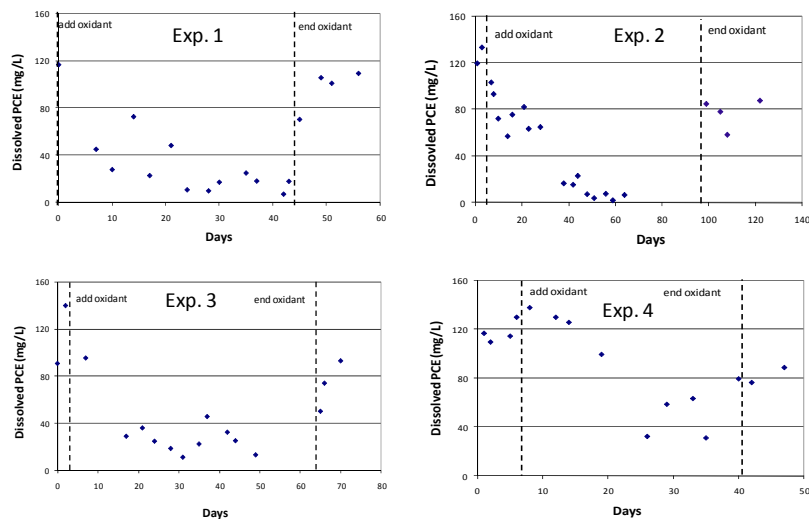 add oxidant
Exp. 1
end oxidant
Dissolved PCE (mg/L)
160
120
80
40
0
0 10 20 30 40 50 60
Days
add oxidant
Exp. 2
end oxidant
Dissovled PCE (mg/L)
160
120
80
40
0
0 20 40 60 80 100 120 140
Days
add oxidant
Exp. 3
end oxidant
Dissolved PCE (mg/L)
160
120
80
40
0
0 10 20 30 40 50 60 70 80
Days
add oxidant
end oxidant
Exp. 4
Dissolved PCE (mg/L)
160
120
80
40
0
0 10 20 30 40 50
Days